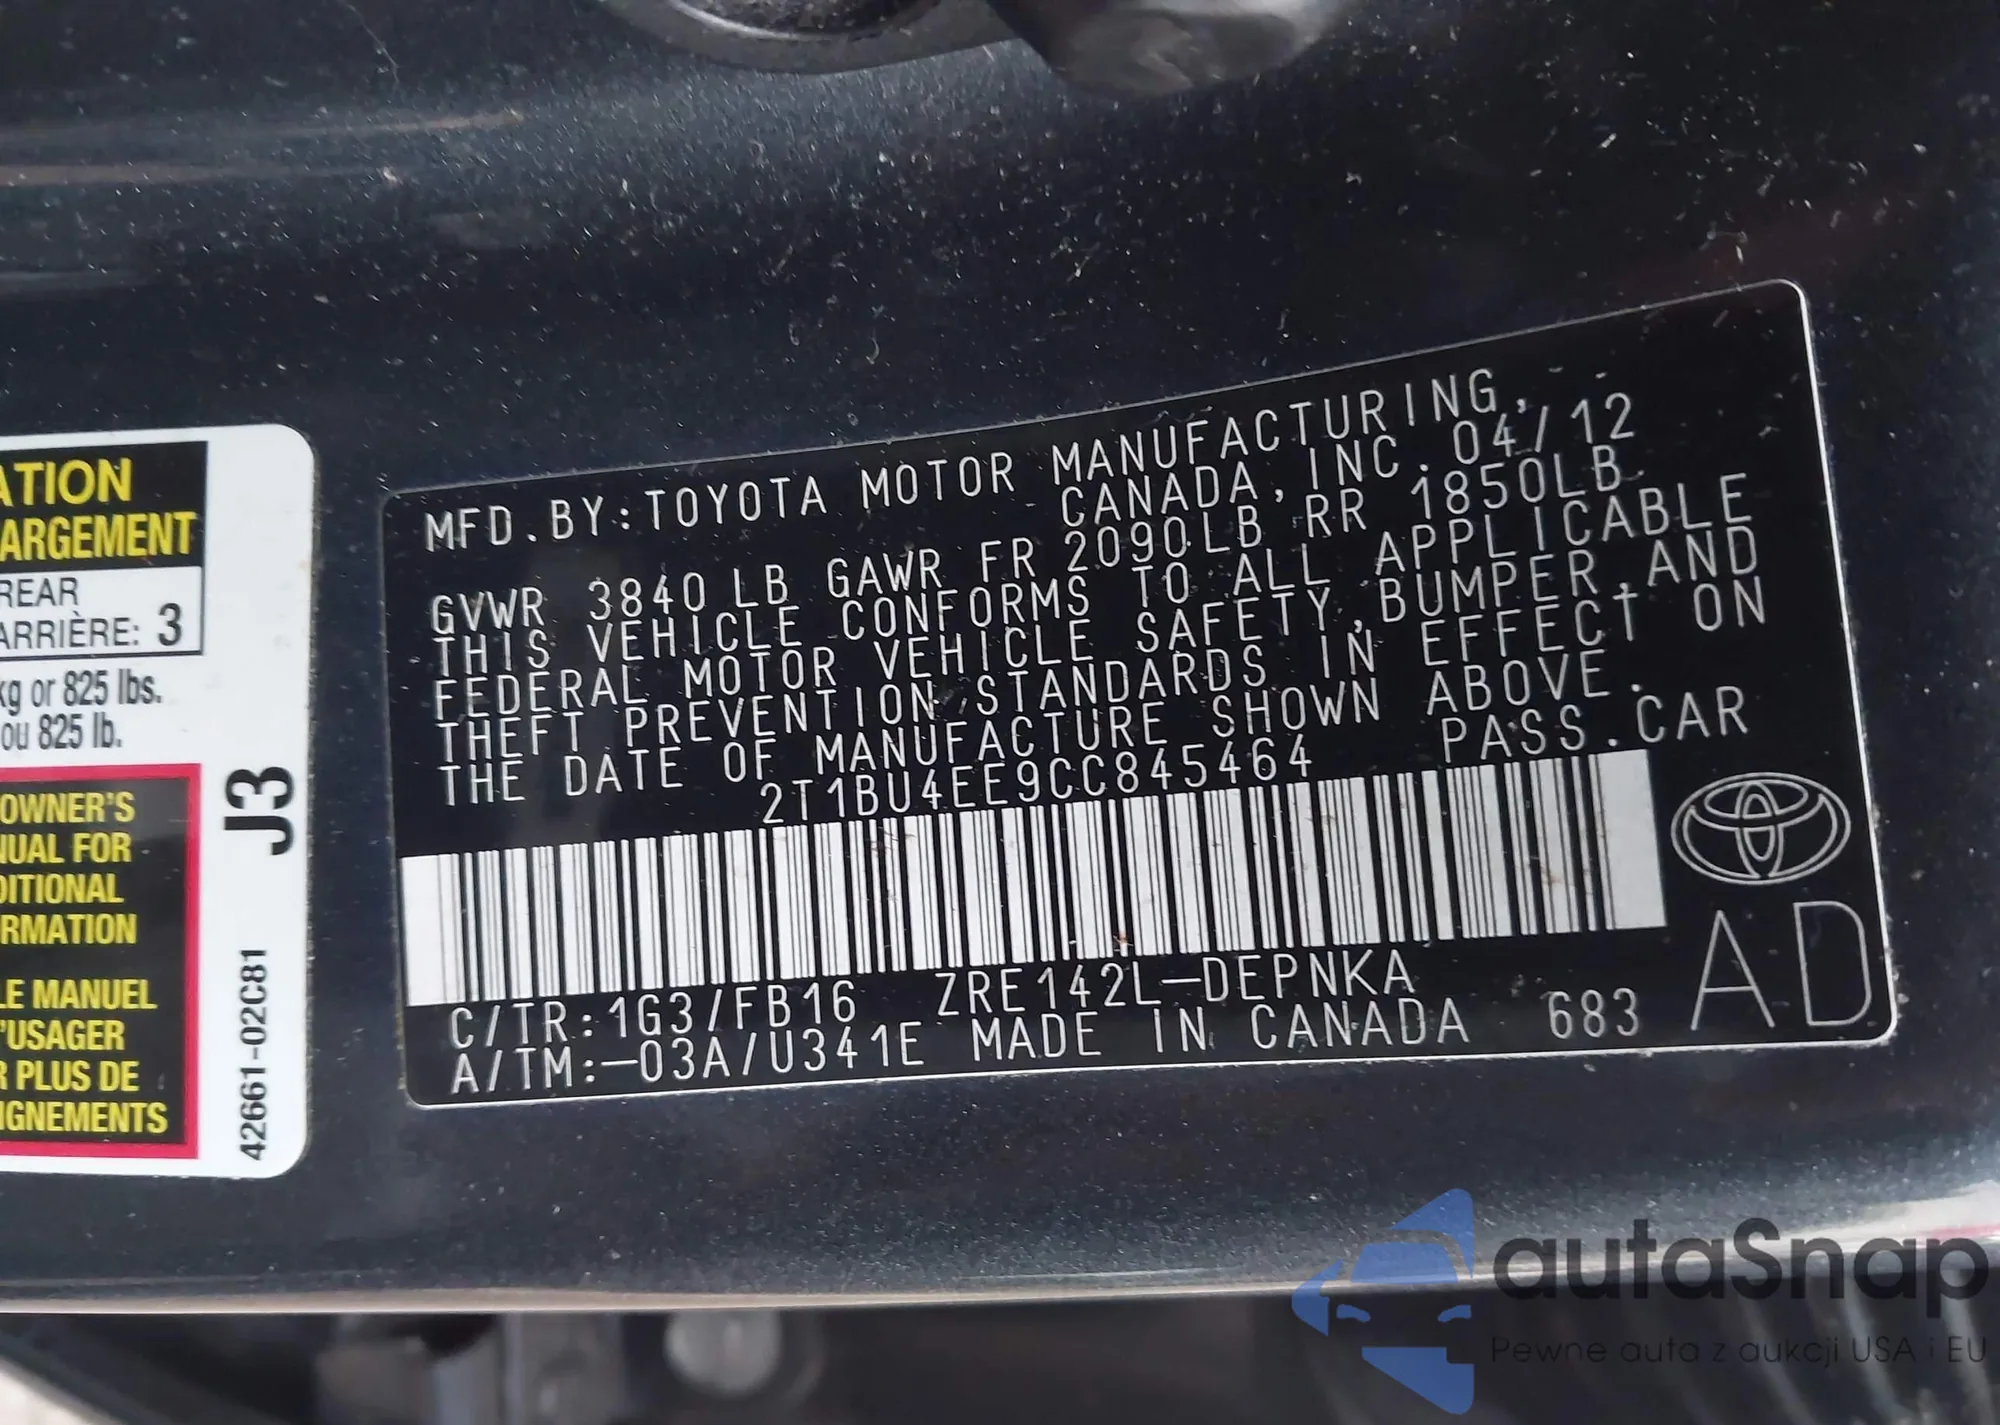 ATION
ARGEMENT
REAR
ARRIÈRE: 3
kg or 825 lbs.
ou 825 lb.
OWNER'S
NUAL FOR
DITIONAL
RMATION
LE MANUEL
'USAGER
R PLUS DE
IGNEMENTS
J3
42661-02C81
MFD.BY:TOYOTA MOTOR MANUFACTURING,
CANADA,INC. 04/12
GVWR 3840LB GAWR FR 2090LB RR 1850LB
THIS VEHICLE CONFORMS TO ALL APPLICABLE
FEDERAL MOTOR VEHICLE SAFETY,BUMPER,AND
THEFT PREVENTION STANDARDS IN EFFECT ON
THE DATE OF MANUFACTURE SHOWN ABOVE.
2T1BU4EE9CC845464 PASS.CAR
C/TR:1G3/FB16 ZRE142L-DEPNKA
A/TM:-03A/U341E MADE IN CANADA 683
AD
autaSnap
Pewne auta z aukcji USA i EU